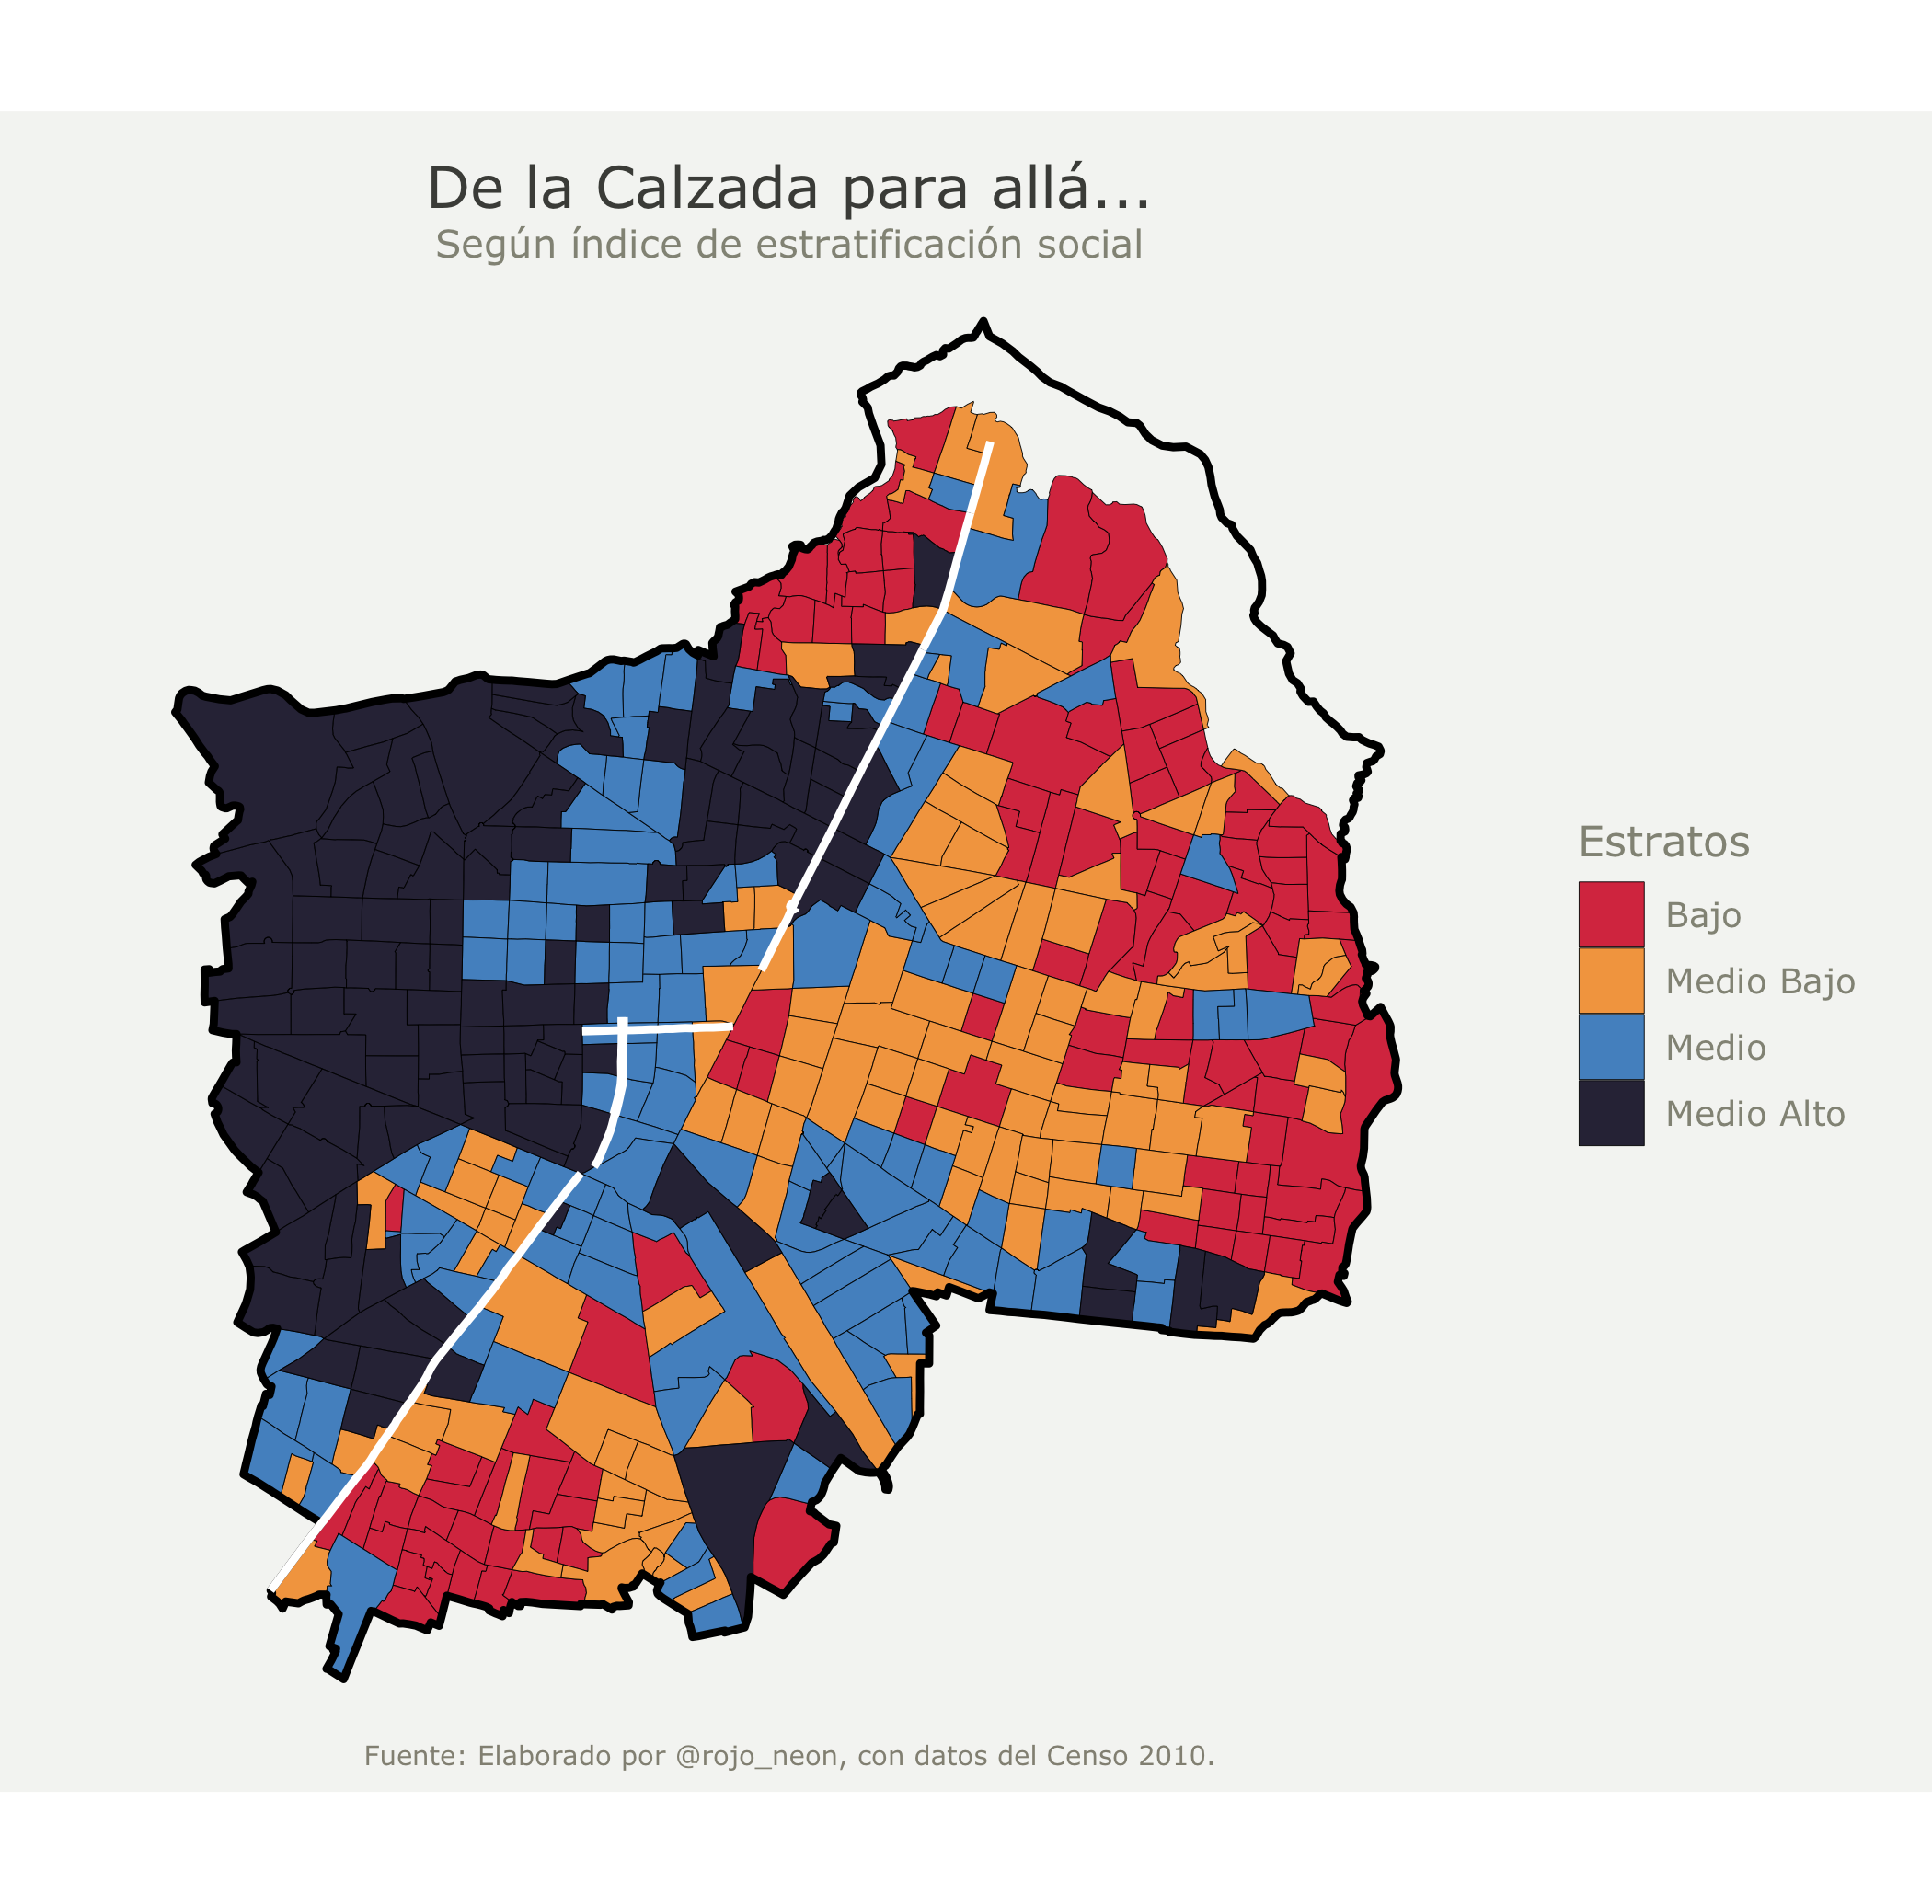 De la Calzada para allá...
Según índice de estratificación social
Estratos
Bajo
Medio Bajo
Medio
Medio Alto
Fuente: Elaborado por @rojo_neon, con datos del Censo 2010.